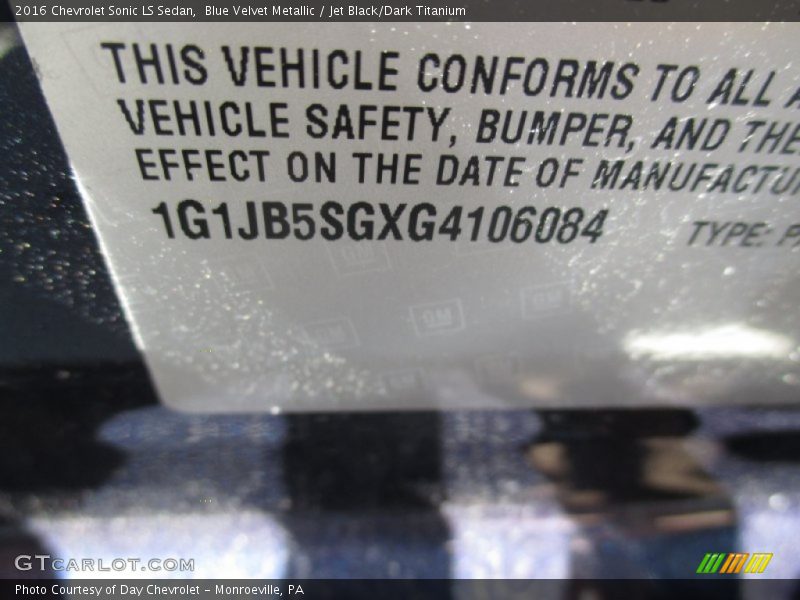 2016 Chevrolet Sonic LS Sedan, Blue Velvet Metallic / Jet Black/Dark Titanium
THIS VEHICLE CONFORMS TO ALL
VEHICLE SAFETY, BUMPER, AND THE
EFFECT ON THE DATE OF MANUFACTU
1G1JB5SGXG4106084 TYPE: P
GM GM
GTCARLOT.COM
Photo Courtesy of Day Chevrolet - Monroeville, PA